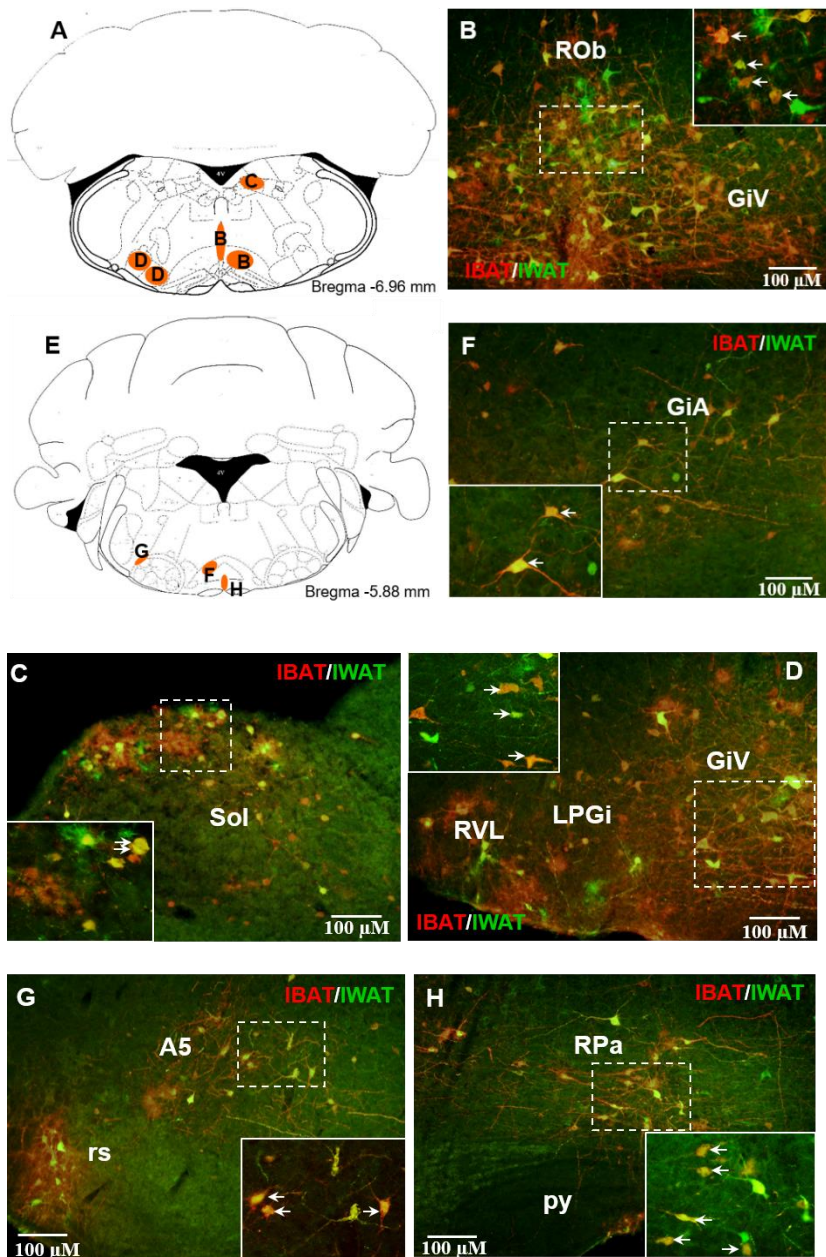 A
4V
C
B
D
B
D
Bregma -6.96 mm
B
ROb
GiV
IBAT/IWAT
100 µM
E
4V
G
F
H
Bregma -5.88 mm
F
IBAT/IWAT
GiA
100 µM
C
IBAT/IWAT
Sol
100 µM
D
GiV
LPGi
RVL
IBAT/IWAT
100 µM
G
IBAT/IWAT
A5
rs
100 µM
H
IBAT/IWAT
RPa
py
100 µM